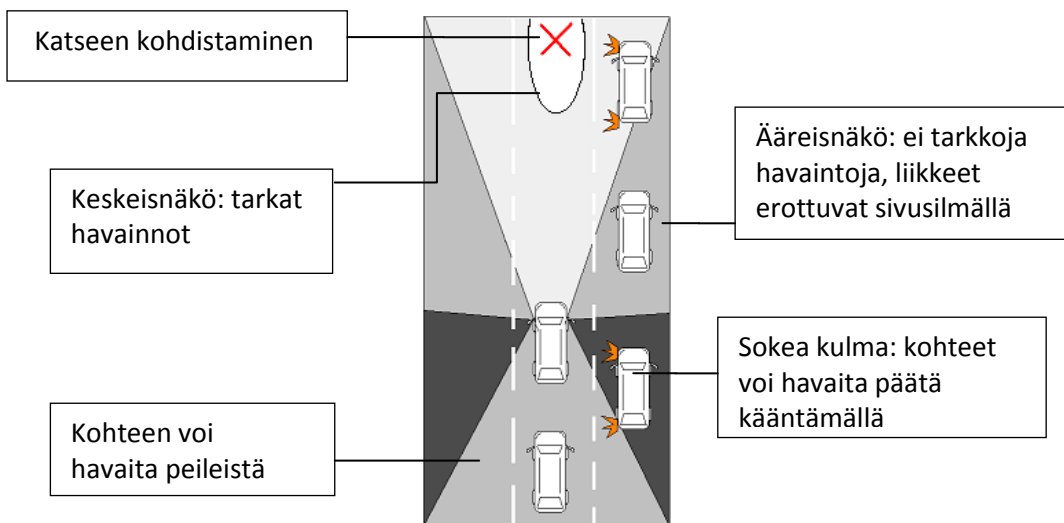 Katseen kohdistaminen
Keskeisnäkö: tarkat
havainnot
Ääreisnäkö: ei tarkkoja
havaintoja, liikkeet
erottuvat sivusilmällä
Sokea kulma: kohteet
voi havaita päätä
kääntämällä
Kohteen voi
havaita peileistä